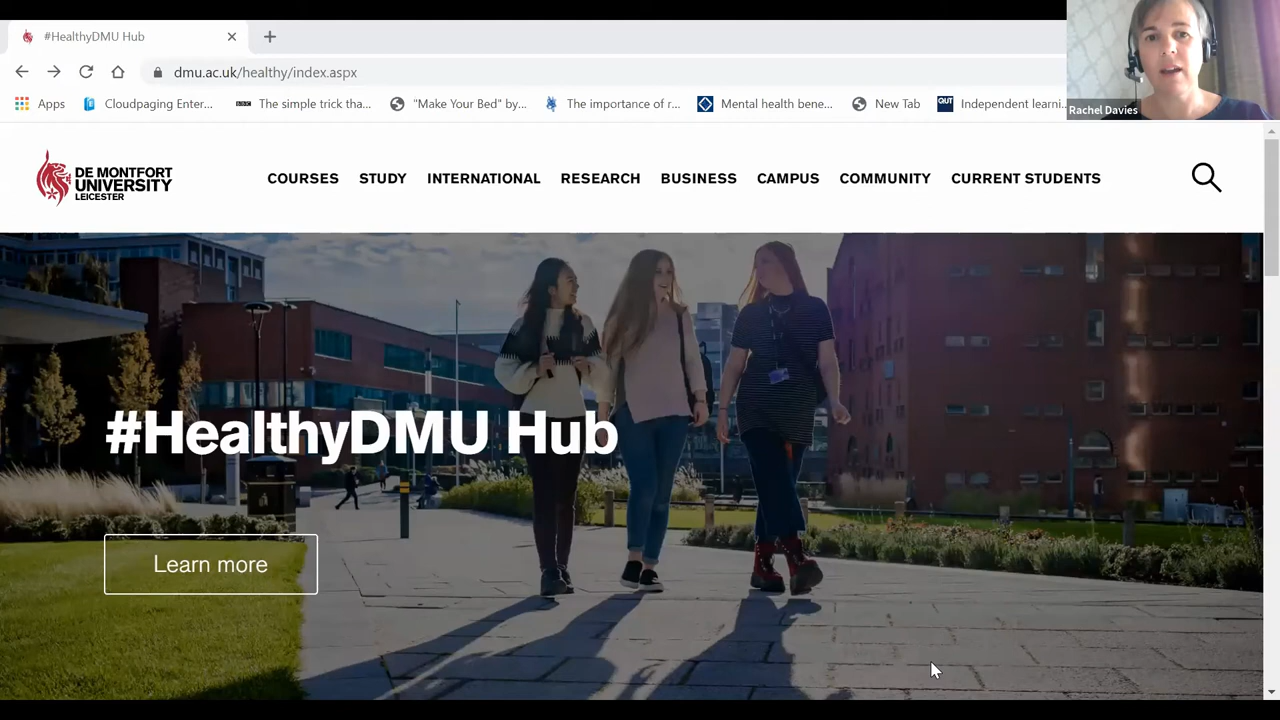 #HealthyDMU Hub
dmu.ac.uk/healthy/index.aspx
Apps Cloudpaging Enter... The simple trick tha... "Make Your Bed" by... The importance of r... Mental health bene... New Tab QUT Independent learni...
Rachel Davies
DE MONTFORT
UNIVERSITY
LEICESTER
COURSES STUDY INTERNATIONAL RESEARCH BUSINESS CAMPUS COMMUNITY CURRENT STUDENTS
#HealthyDMU Hub
Learn more